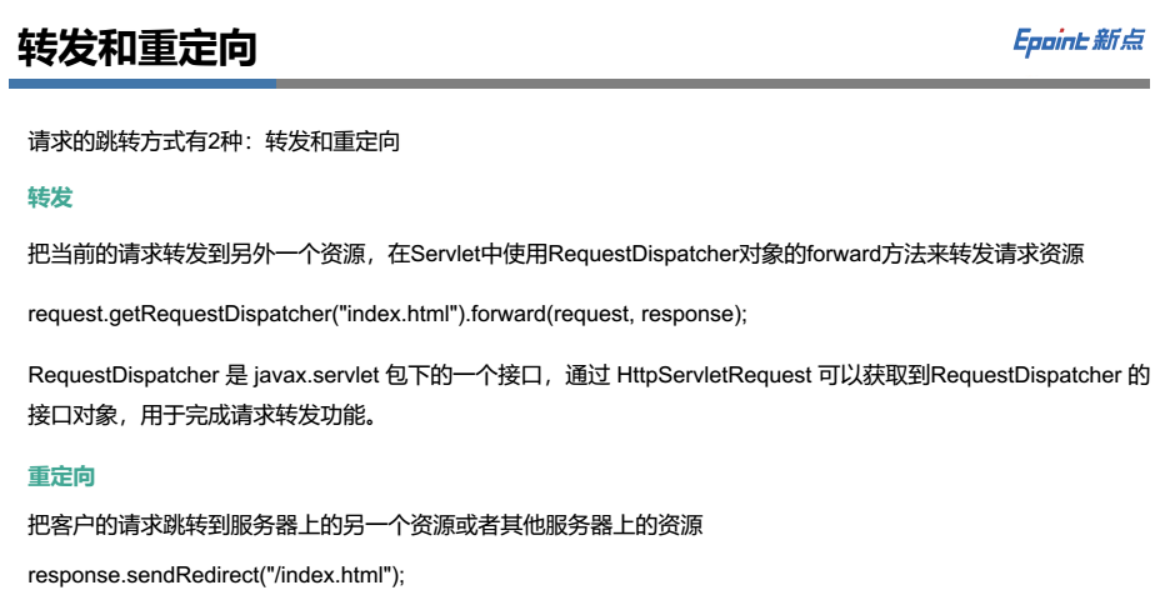 转发和重定向
Epoint 新点
请求的跳转方式有2种：转发和重定向
转发
把当前的请求转发到另外一个资源，在Servlet中使用RequestDispatcher对象的forward方法来转发请求资源
request.getRequestDispatcher("index.html").forward(request, response);
RequestDispatcher 是 javax.servlet 包下的一个接口，通过 HttpServletRequest 可以获取到RequestDispatcher 的
接口对象，用于完成请求转发功能。
重定向
把客户的请求跳转到服务器上的另一个资源或者其他服务器上的资源
response.sendRedirect("/index.html");